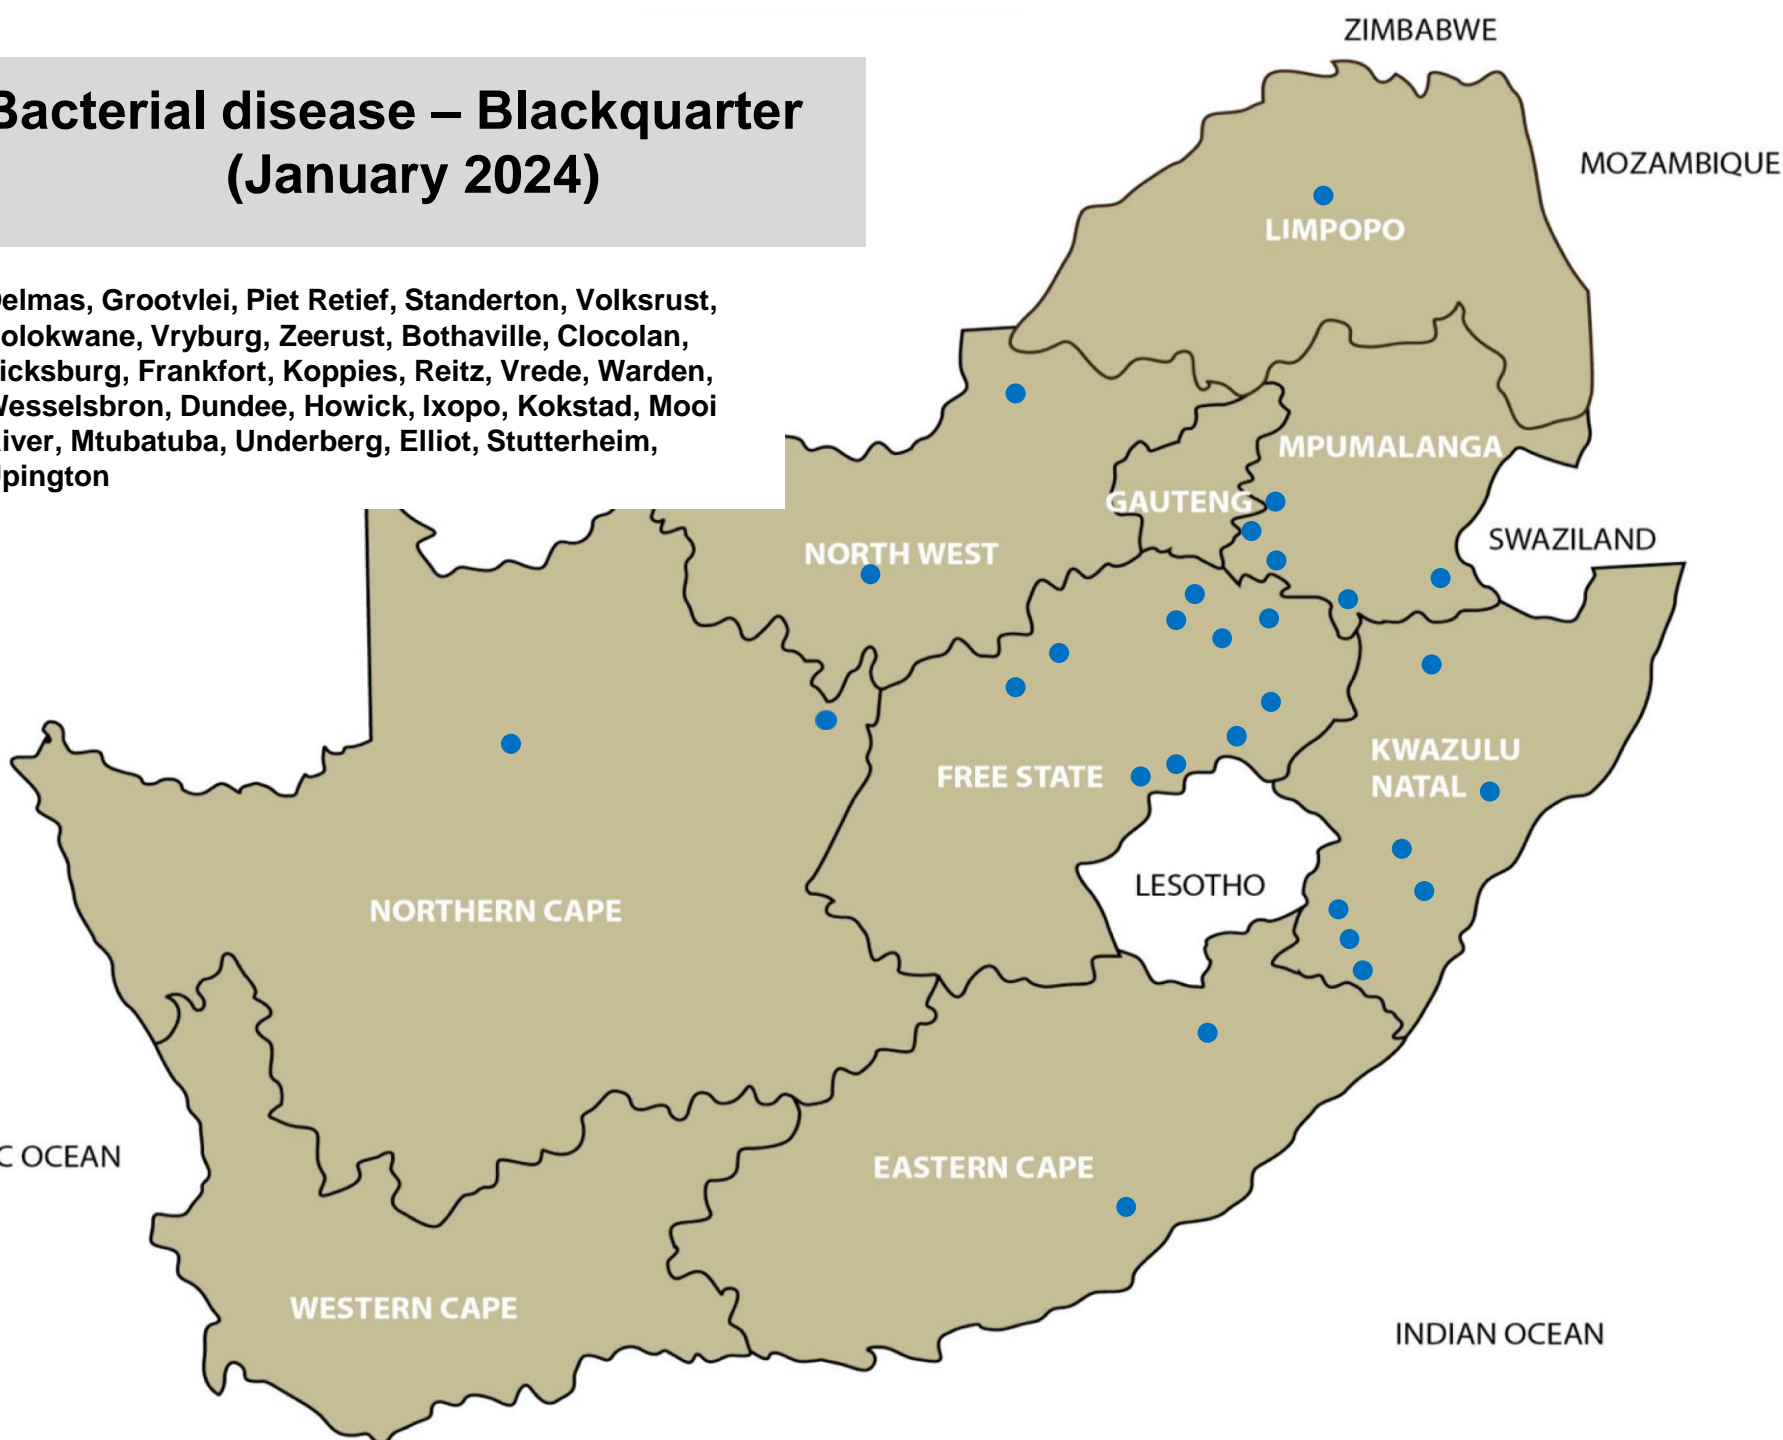 ZIMBABWE
Bacterial disease – Blackquarter
(January 2024)
MOZAMBIQUE
LIMPOPO
elmas, Grootvlei, Piet Retief, Standerton, Volksrust,
olokwane, Vryburg, Zeerust, Bothaville, Clocolan,
icksburg, Frankfort, Koppies, Reitz, Vrede, Warden,
Wesselsbron, Dundee, Howick, Ixopo, Kokstad, Mooi
iver, Mtubatuba, Underberg, Elliot, Stutterheim,
pington
MPUMALANGA
GAUTENG
SWAZILAND
NORTH WEST
KWAZULU
NATAL
FREE STATE
LESOTHO
NORTHERN CAPE
C OCEAN
EASTERN CAPE
WESTERN CAPE
INDIAN OCEAN